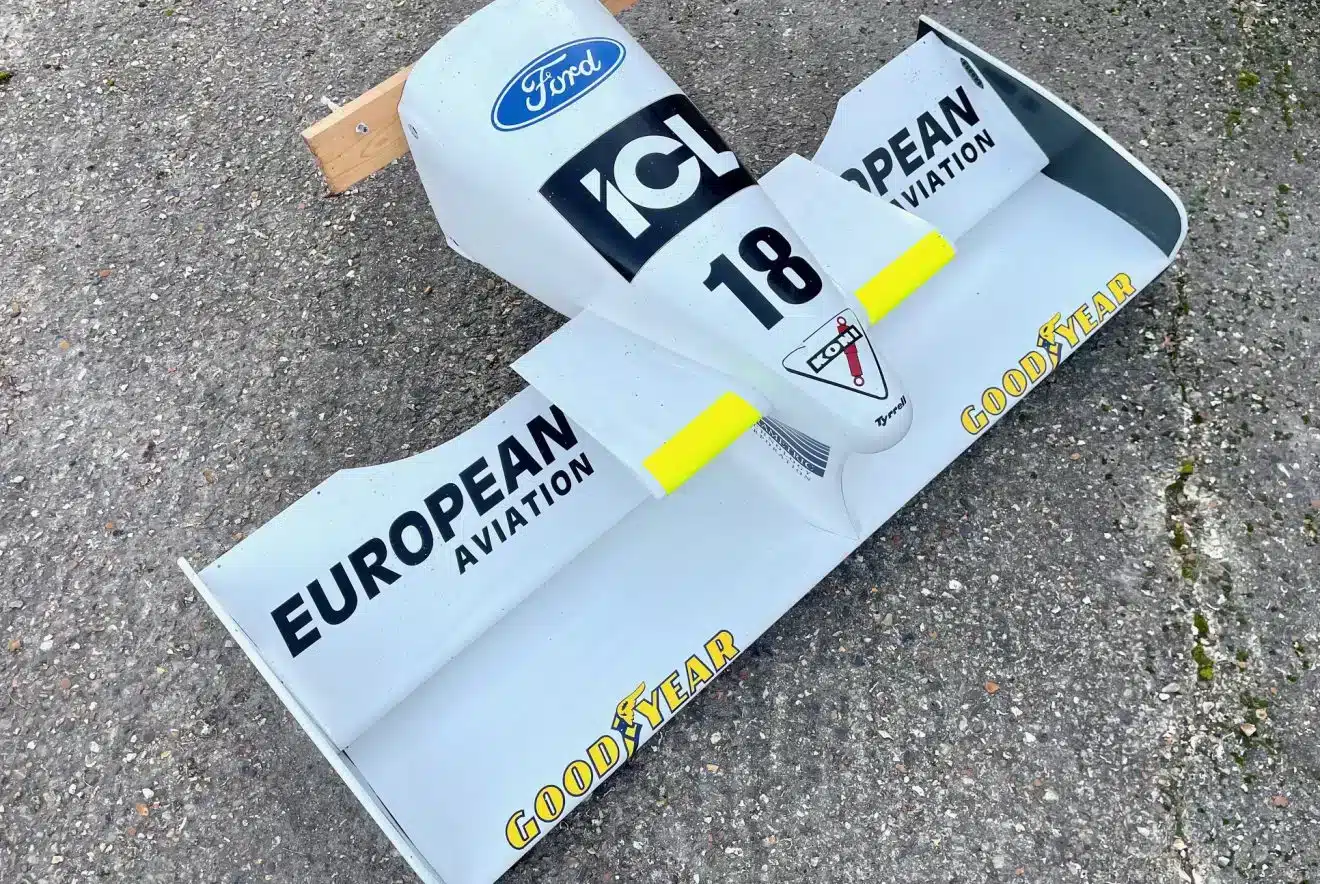 Ford
ICL
18
KONI
Tyrrell
OPEAN
AVIATION
EUROPEAN
AVIATION
GOODYEAR
GOODYEAR